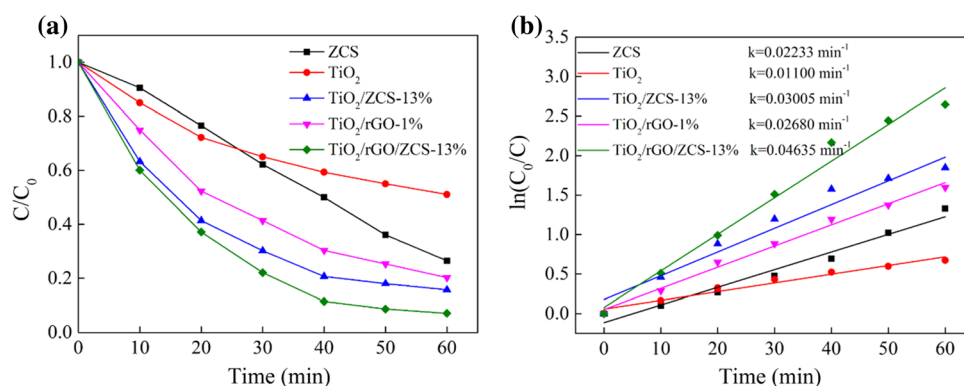 (a)
1.0
0.8
0.6
0.4
0.2
0.0
C/C₀
0 10 20 30 40 50 60
Time (min)
ZCS
TiO₂
TiO₂/ZCS-13%
TiO₂/rGO-1%
TiO₂/rGO/ZCS-13%
(b)
3.5
3.0
2.5
2.0
1.5
1.0
0.5
0.0
ln(C₀/C)
0 10 20 30 40 50 60
Time (min)
ZCS k=0.02233 min⁻¹
TiO₂ k=0.01100 min⁻¹
TiO₂/ZCS-13% k=0.03005 min⁻¹
TiO₂/rGO-1% k=0.02680 min⁻¹
TiO₂/rGO/ZCS-13% k=0.04635 min⁻¹